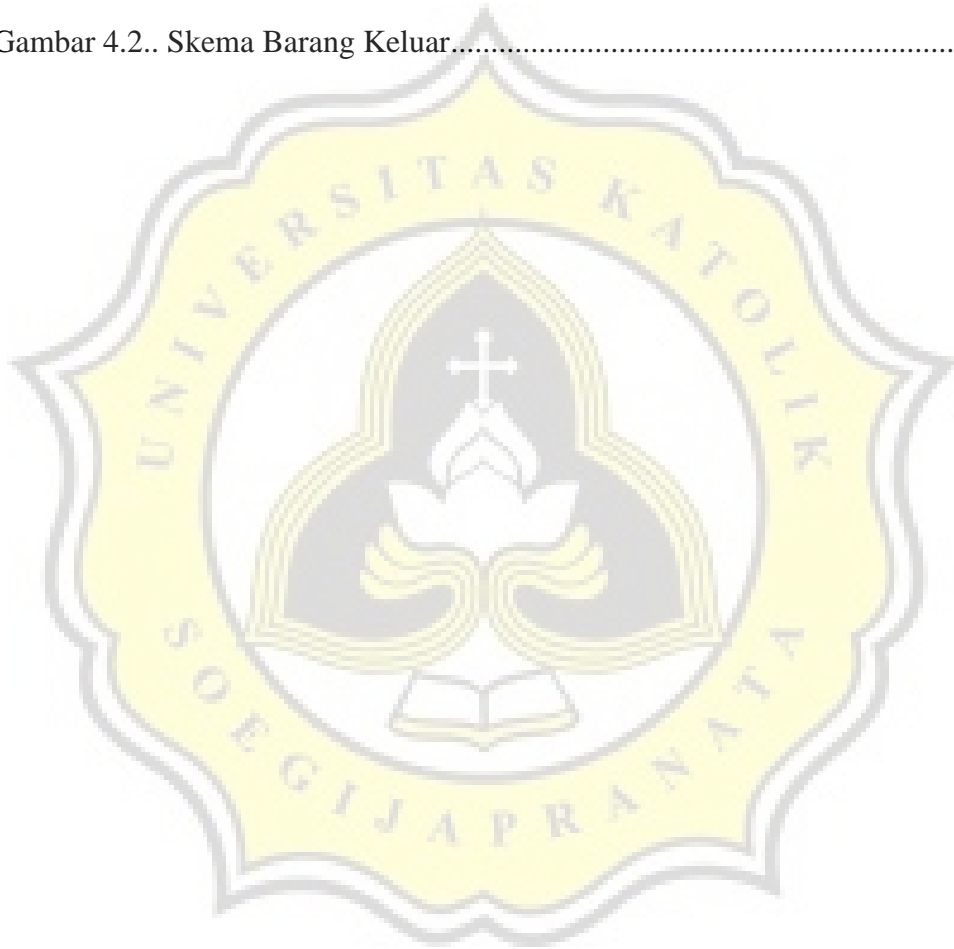 Gambar 4.2.. Skema Barang Keluar.......................................................
UNIVERSITAS KATOLIK
SOEGIJAPRANATA